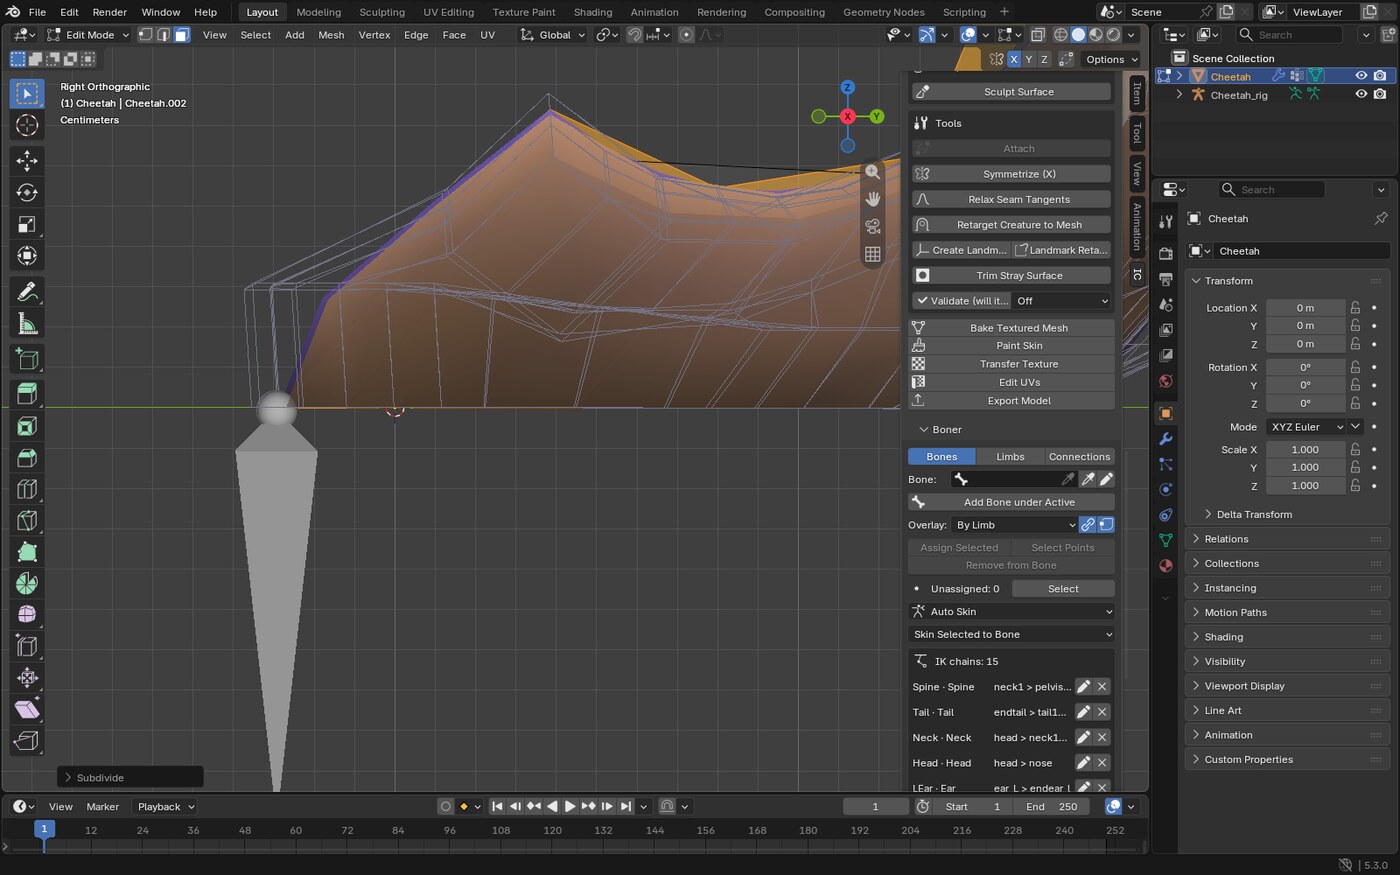 File Edit Render Window Help Layout Modeling Sculpting UV Editing Texture Paint Shading Animation Rendering Compositing Geometry Nodes Scripting + Scene ViewLayer
Edit Mode View Select Add Mesh Vertex Edge Face UV Global Search
X Y Z Options
Right Orthographic
(1) Cheetah | Cheetah.002
Centimeters
Z
X
Y
Sculpt Surface
Tools
Attach
Symmetrize (X)
Relax Seam Tangents
Retarget Creature to Mesh
Create Landm... Landmark Reta...
Trim Stray Surface
Validate (will it... Off
Bake Textured Mesh
Paint Skin
Transfer Texture
Edit UVs
Export Model
Boner
Bones Limbs Connections
Bone:
Add Bone under Active
Overlay: By Limb
Assign Selected Select Points
Remove from Bone
Unassigned: 0 Select
Auto Skin
Skin Selected to Bone
IK chains: 15
Spine · Spine neck1 > pelvis...
Tail · Tail endtail > tail1...
Neck · Neck head > neck1...
Head · Head head > nose
LEar · Ear ear_L > endear_L
Item
Tool
View
Animation
IC
Subdivide
Scene Collection
Cheetah
Cheetah_rig
Search
Cheetah
Cheetah
Transform
Location X 0 m
Y 0 m
Z 0 m
Rotation X 0°
Y 0°
Z 0°
Mode XYZ Euler
Scale X 1.000
Y 1.000
Z 1.000
Delta Transform
Relations
Collections
Instancing
Motion Paths
Shading
Visibility
Viewport Display
Line Art
Animation
Custom Properties
View Marker Playback 1 Start 1 End 250
1 12 24 36 48 60 72 84 96 108 120 132 144 156 168 180 192 204 216 228 240 252
5.3.0